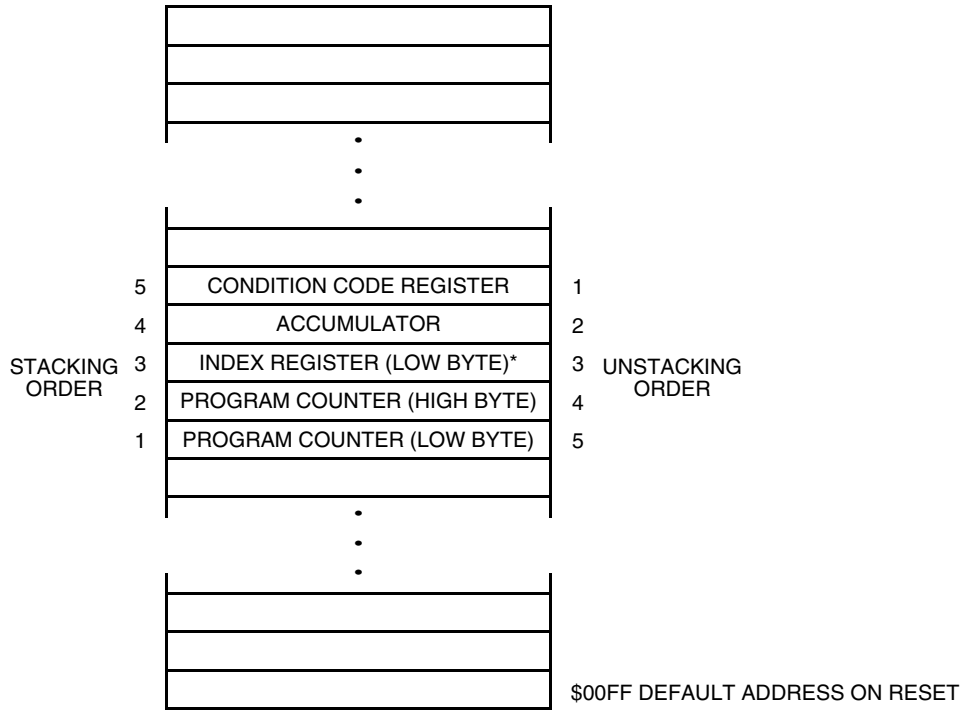 5 CONDITION CODE REGISTER 1
4 ACCUMULATOR 2
STACKING ORDER
3 INDEX REGISTER (LOW BYTE)* 3
UNSTACKING ORDER
2 PROGRAM COUNTER (HIGH BYTE) 4
1 PROGRAM COUNTER (LOW BYTE) 5
$00FF DEFAULT ADDRESS ON RESET